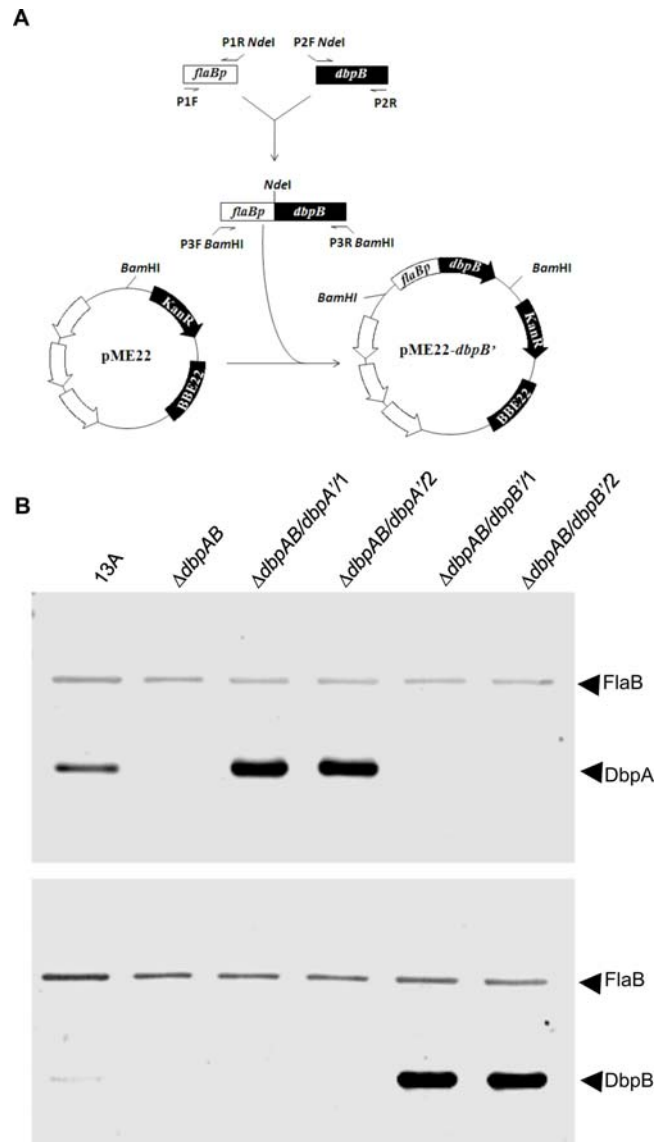 A
P1R NdeI
P2F NdeI
flaBp
dbpB
P1F
P2R
NdeI
flaBp
dbpB
P3F BamHI
P3R BamHI
BamHI
KanR
pME22
BBE22
BamHI
flaBp
dbpB
BamHI
KanR
pME22-dbpB’
BBE22
B
13A
ΔdbpAB
ΔdbpAB/dbpA’/1
ΔdbpAB/dbpA’/2
ΔdbpAB/dbpB’/1
ΔdbpAB/dbpB’/2
FlaB
DbpA
FlaB
DbpB